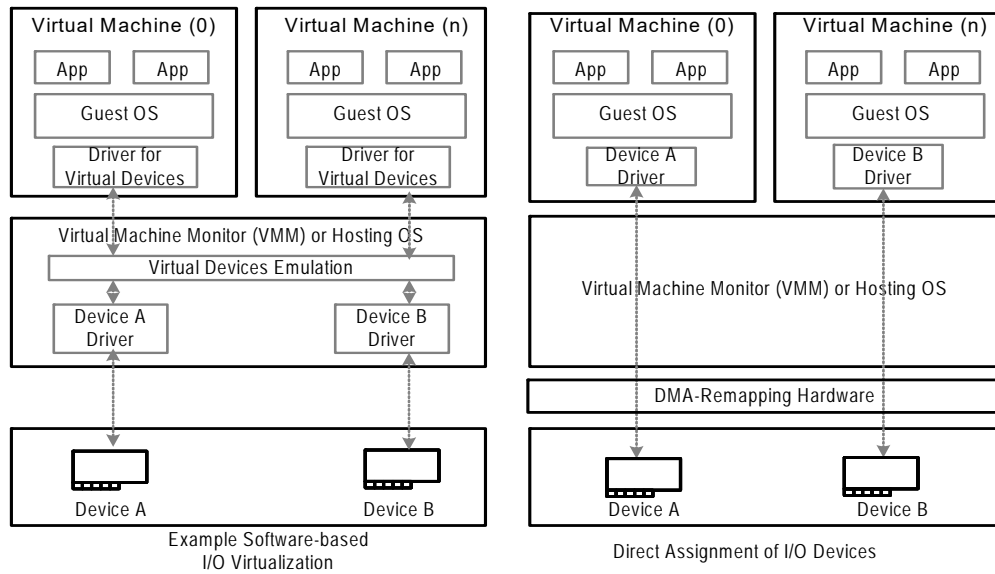 Virtual Machine (0)
App
App
Guest OS
Driver for
Virtual Devices
Virtual Machine (n)
App
App
Guest OS
Driver for
Virtual Devices
Virtual Machine Monitor (VMM) or Hosting OS
Virtual Devices Emulation
Device A
Driver
Device B
Driver
Device A
Device B
Example Software-based
I/O Virtualization
Virtual Machine (0)
App
App
Guest OS
Device A
Driver
Virtual Machine (n)
App
App
Guest OS
Device B
Driver
Virtual Machine Monitor (VMM) or Hosting OS
DMA-Remapping Hardware
Device A
Device B
Direct Assignment of I/O Devices